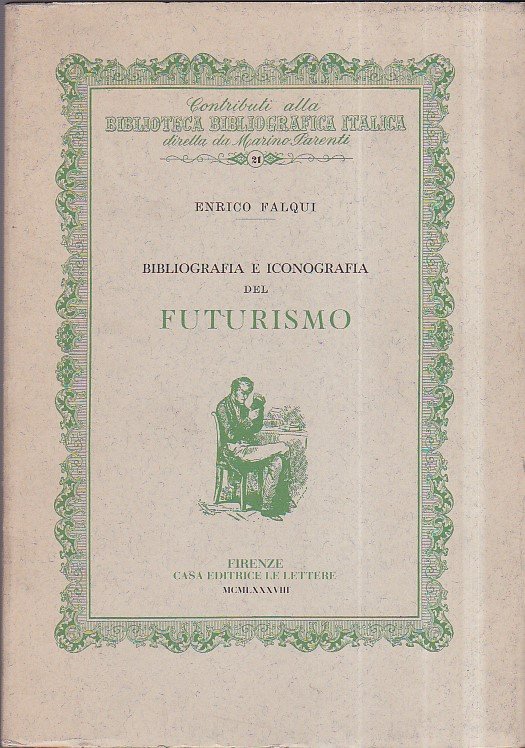 Contributi alla
BIBLIOTECA BIBLIOGRAFICA ITALICA
diretta da Marino Parenti
21
ENRICO FALQUI
BIBLIOGRAFIA E ICONOGRAFIA
DEL
FUTURISMO
FIRENZE
CASA EDITRICE LE LETTERE
MCMLXXXVIII